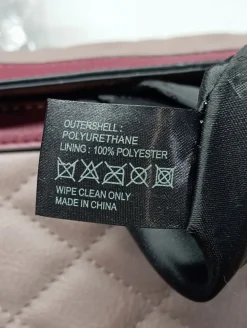 OUTERSHELL :
POLYURETHANE
LINING : 100% POLYESTER
WIPE CLEAN ONLY
MADE IN CHINA